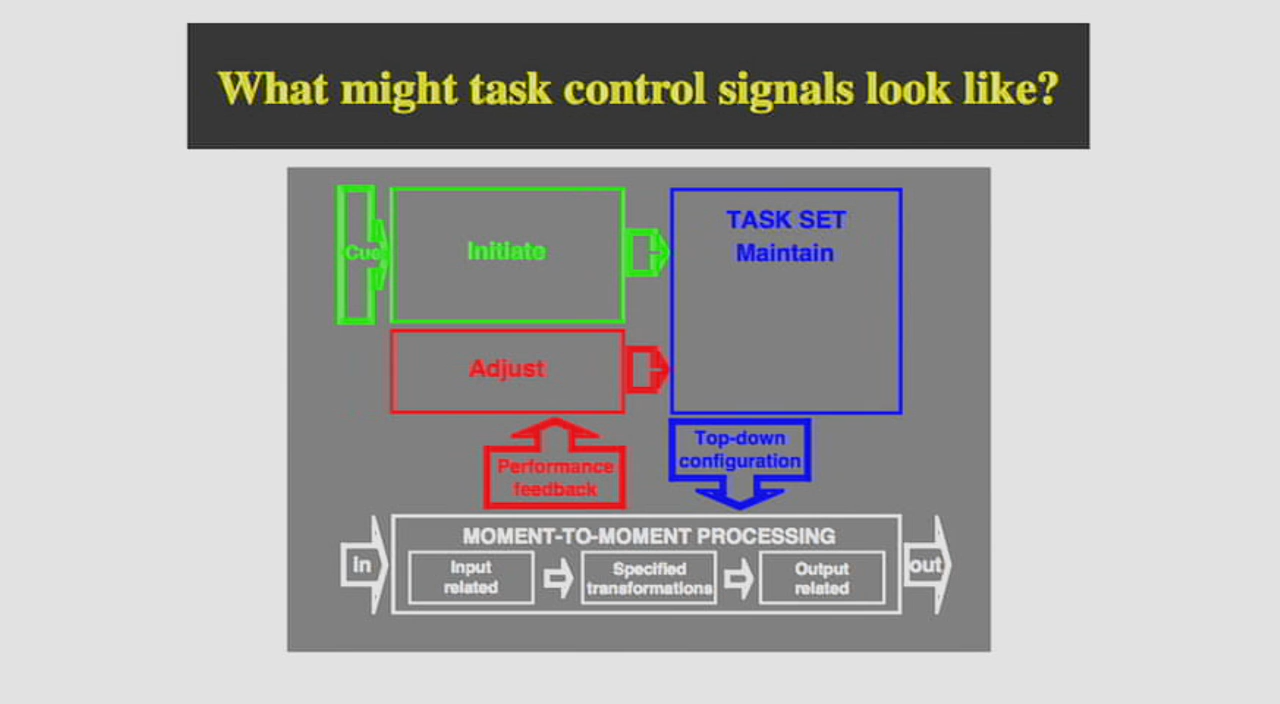 What might task control signals look like?
Cue
Initiate
TASK SET
Maintain
Adjust
Performance
feedback
Top-down
configuration
MOMENT-TO-MOMENT PROCESSING
in
Input
related
Specified
transformations
Output
related
out